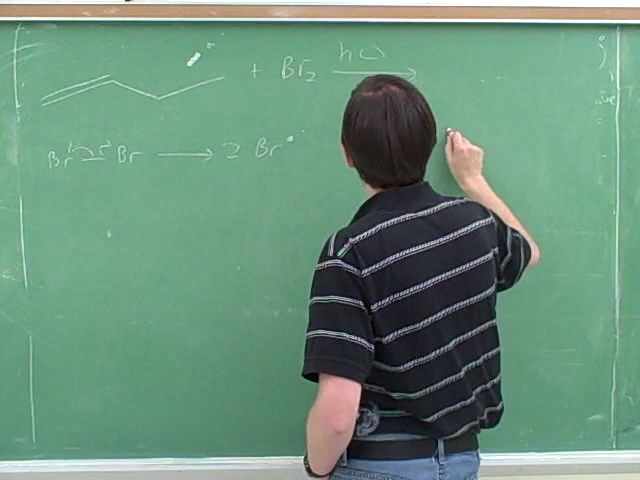 + Br₂ hν →
Br – Br → 2 Br•